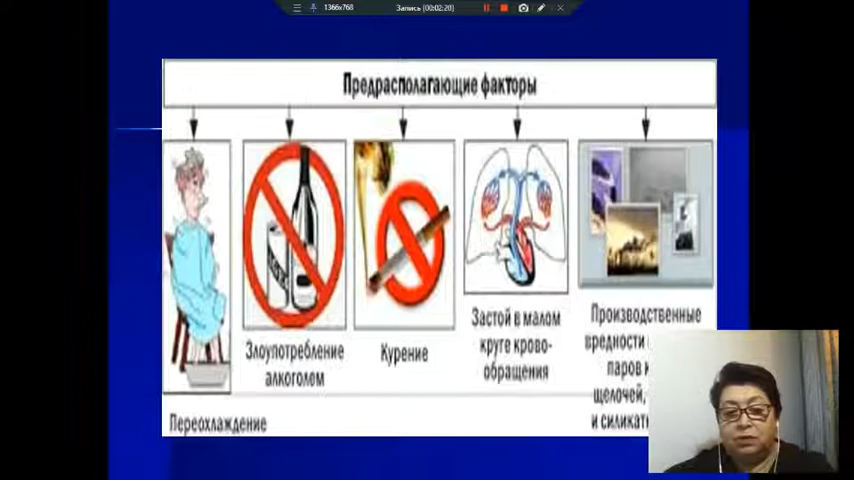 1366x768
Запись [00:02:20]
Предрасполагающие факторы
Переохлаждение
Злоупотребление
алкоголем
Курение
Застой в малом
круге крово-
обращения
Производственные
вредности
паров
щелочей,
и силикат